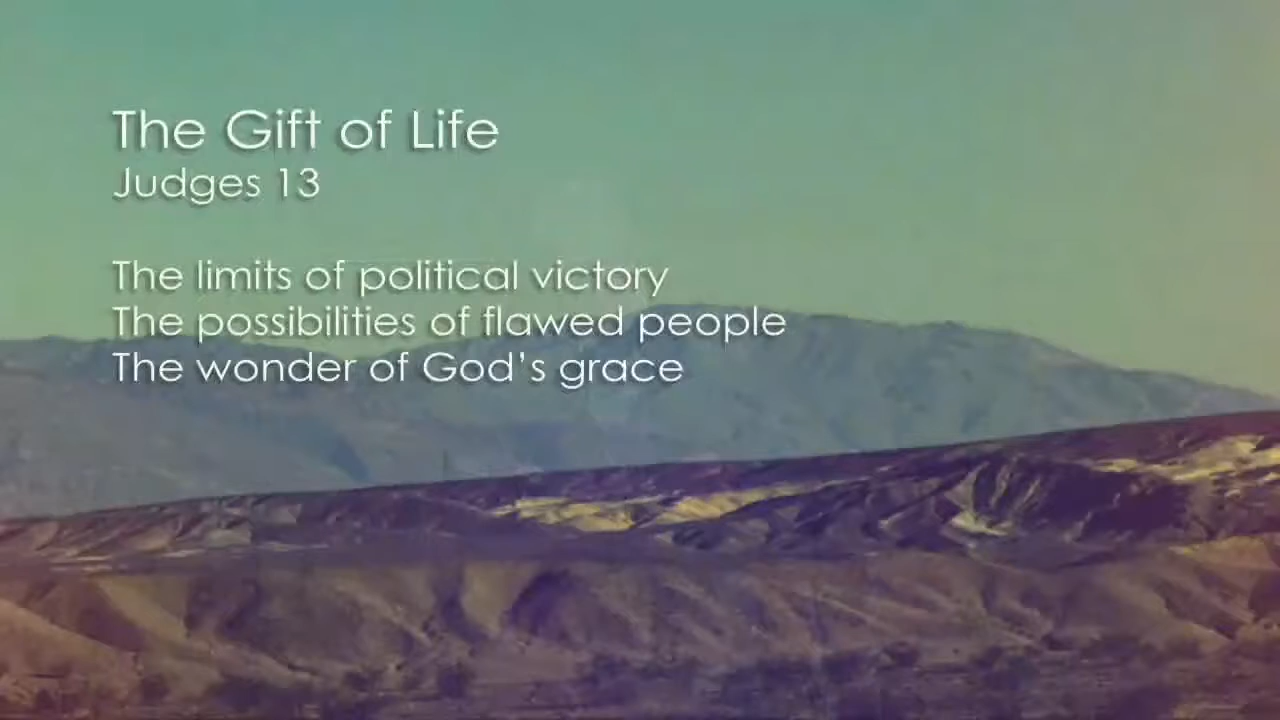 The Gift of Life
Judges 13
The limits of political victory
The possibilities of flawed people
The wonder of God's grace